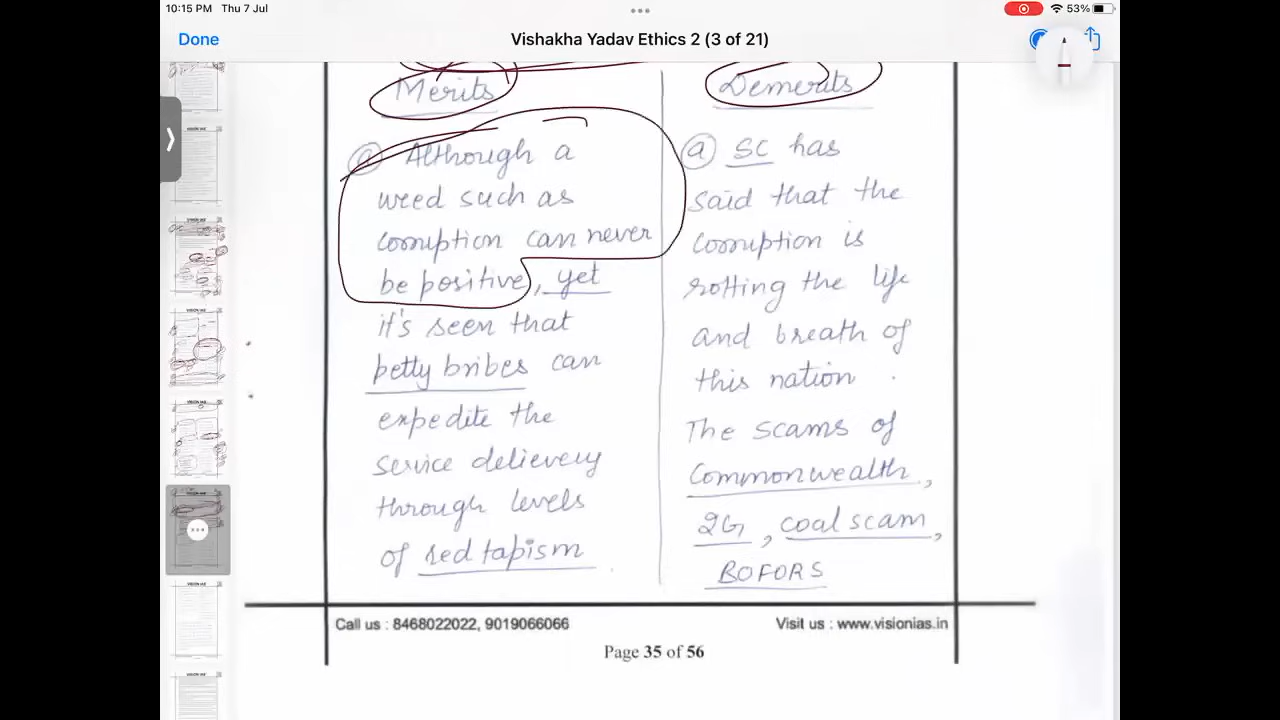 10:15 PM Thu 7 Jul
53%
Done
Vishakha Yadav Ethics 2 (3 of 21)
Merits
(a) Although a
weed such as
corruption can never
be positive, yet
it's seen that
petty bribes can
expedite the
service delievery
through levels
of red tapism.
Demerits
(a) SC has
said that the
corruption is
rotting the life
and breath of
this nation.
The scams of
Commonwealth,
2G, coal scam,
BOFORS
Call us : 8468022022, 9019066066
Visit us : www.visionias.in
Page 35 of 56